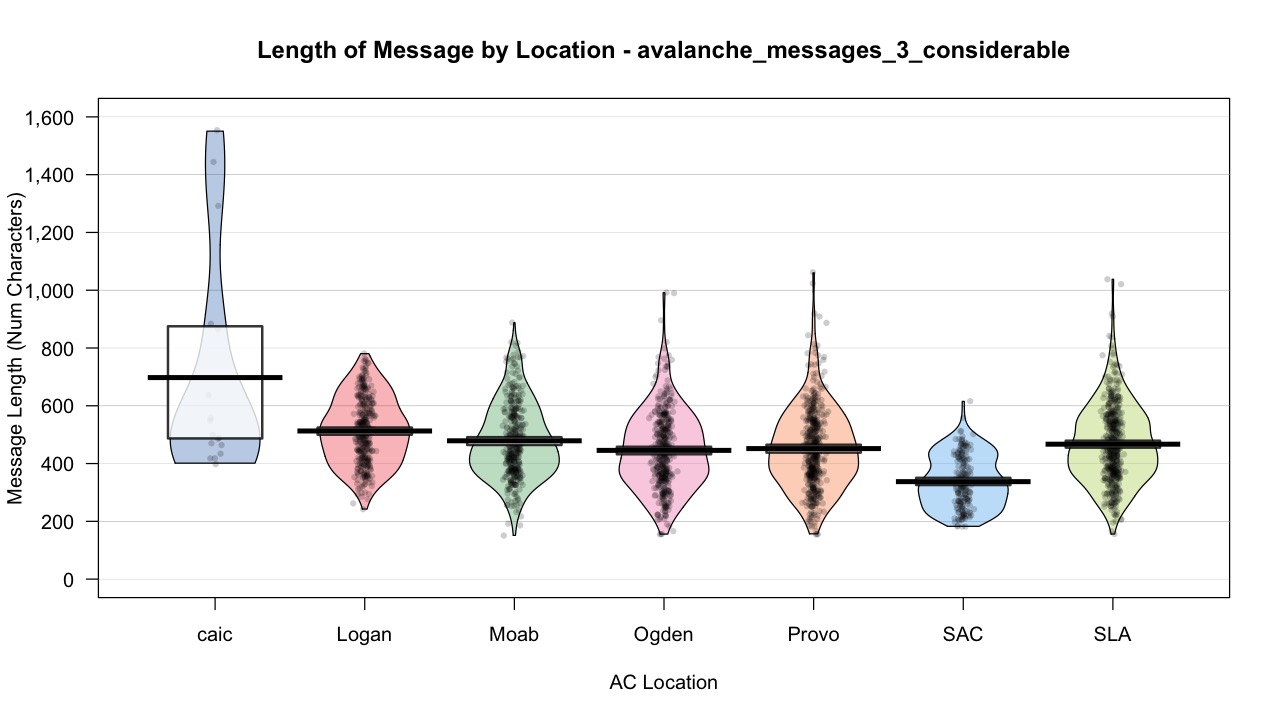 Length of Message by Location - avalanche_messages_3_considerable
Message Length (Num Characters)
1,600
1,400
1,200
1,000
800
600
400
200
0
caic Logan Moab Ogden Provo SAC SLA
AC Location